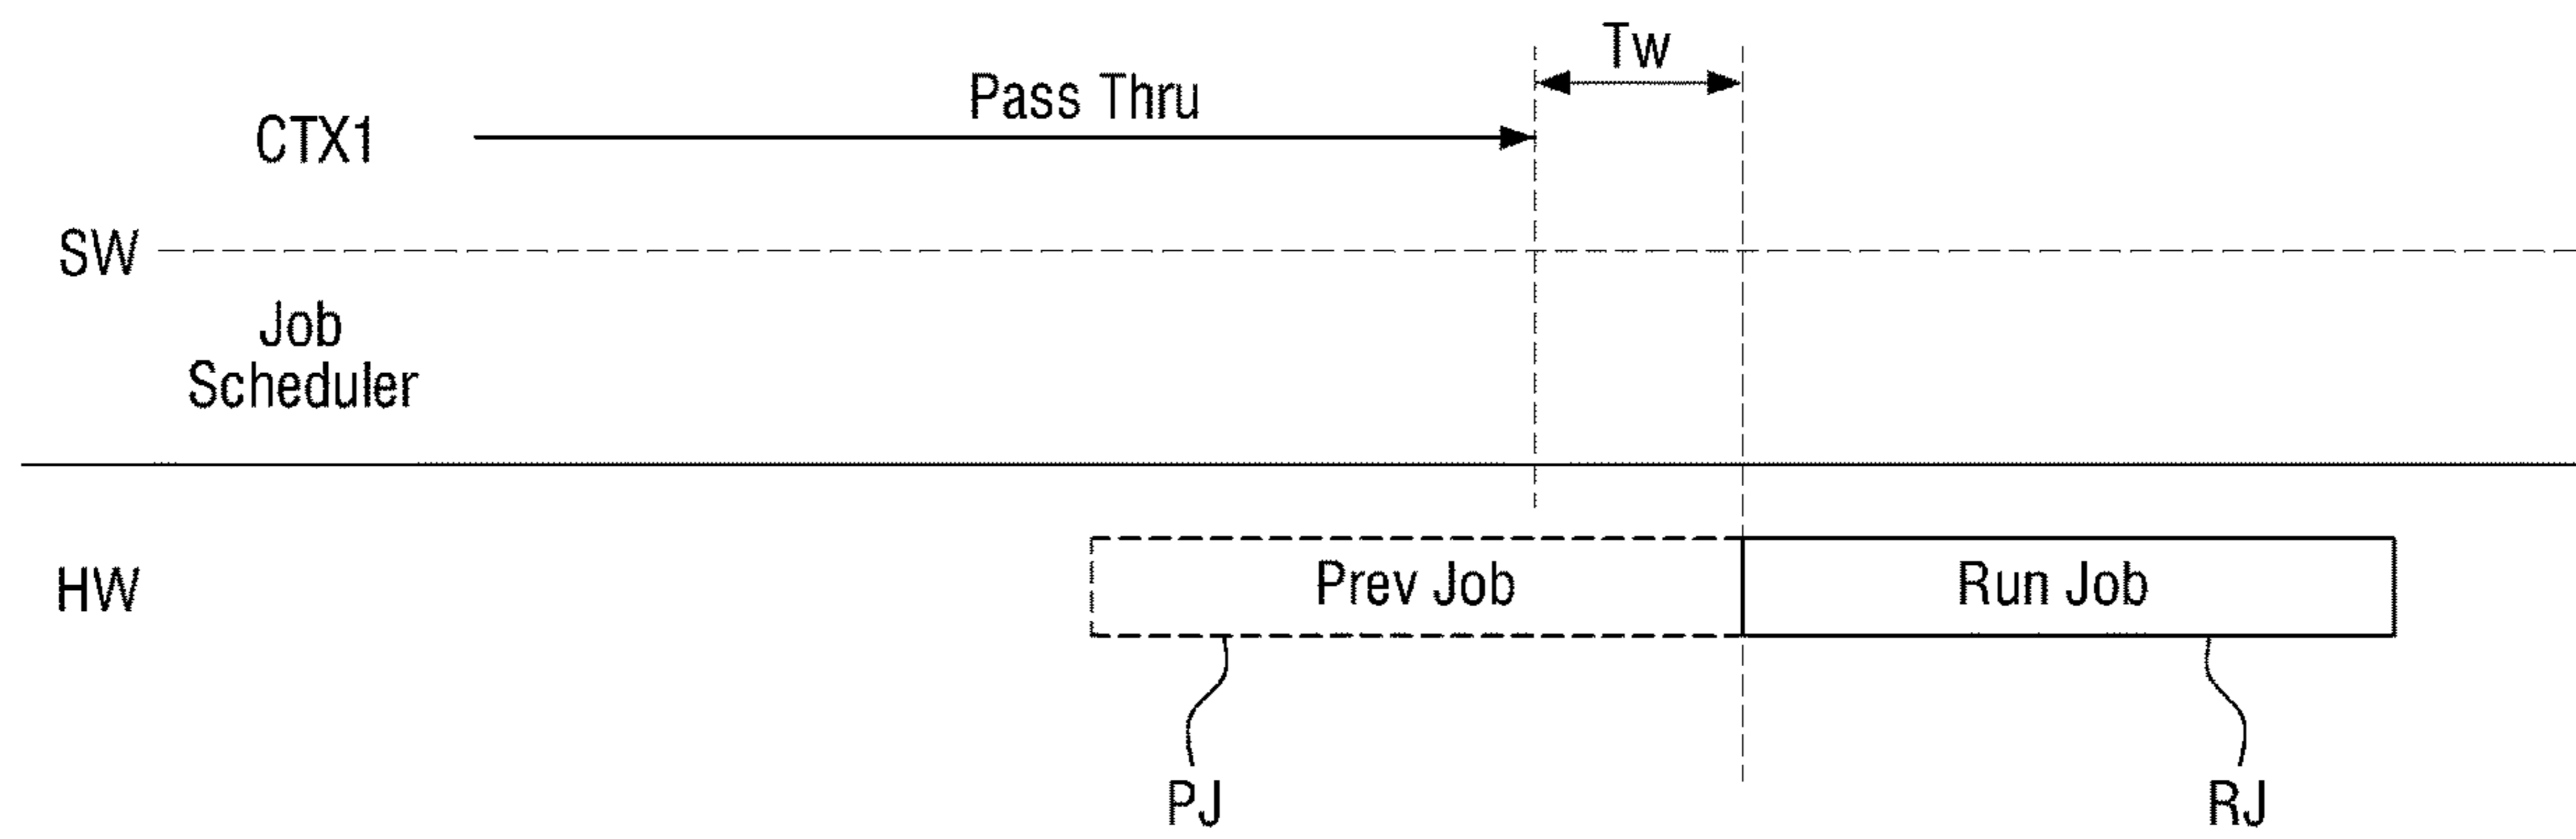 Tw
Pass Thru
CTX1
SW
Job
Scheduler
HW
Prev Job
Run Job
PJ
RJ